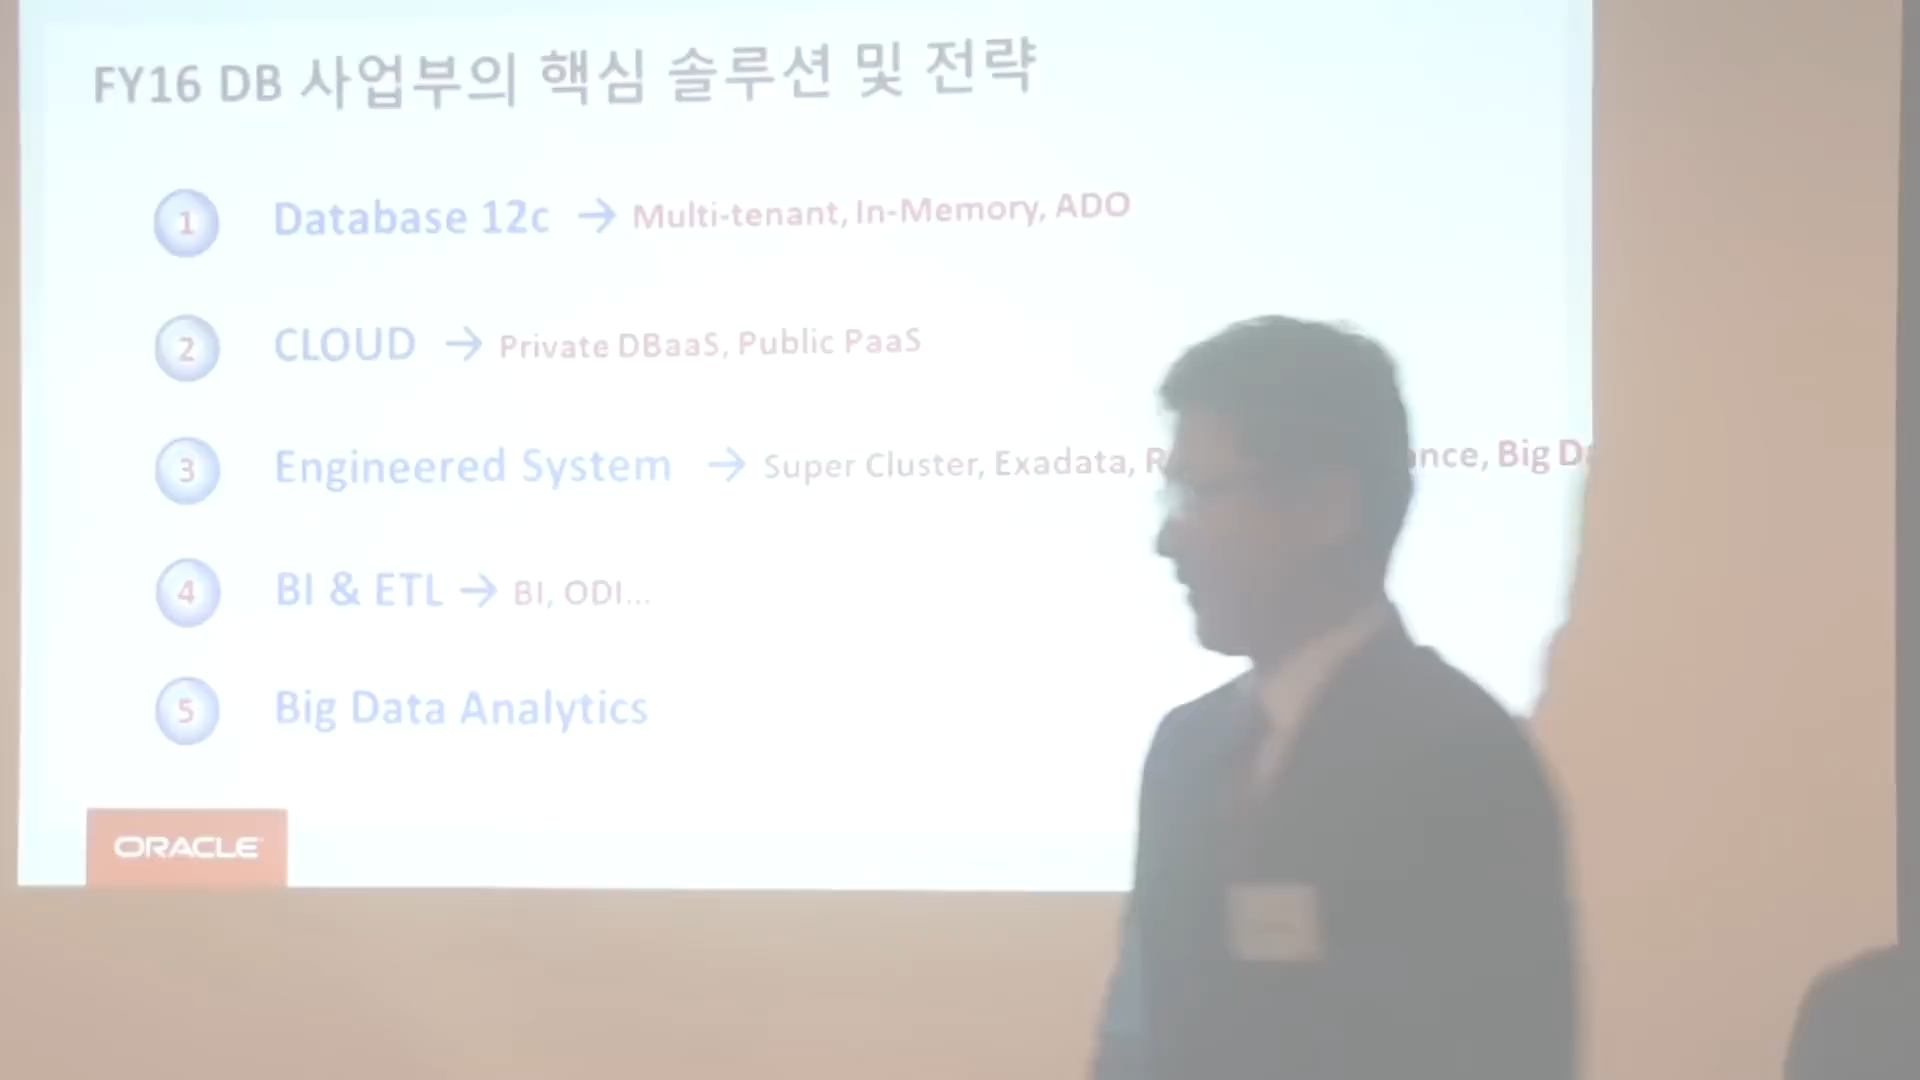 FY16 DB 사업부의 핵심 솔루션 및 전략
1 Database 12c → Multi-tenant, In-Memory, ADO
2 CLOUD → Private DBaaS, Public PaaS
3 Engineered System → Super Cluster, Exadata, Big
4 BI & ETL → BI, ODI...
5 Big Data Analytics
ORACLE